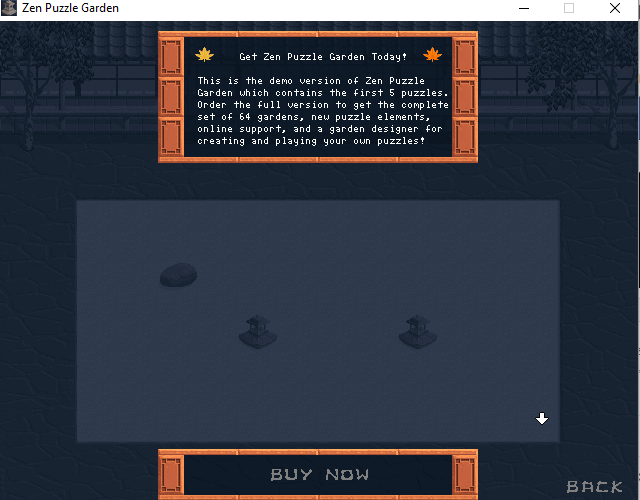 Zen Puzzle Garden
Get Zen Puzzle Garden Today!
This is the demo version of Zen Puzzle
Garden which contains the first 5 puzzles.
Order the full version to get the complete
set of 64 gardens, new puzzle elements,
online support, and a garden designer for
creating and playing your own puzzles!
BUY NOW
BACK